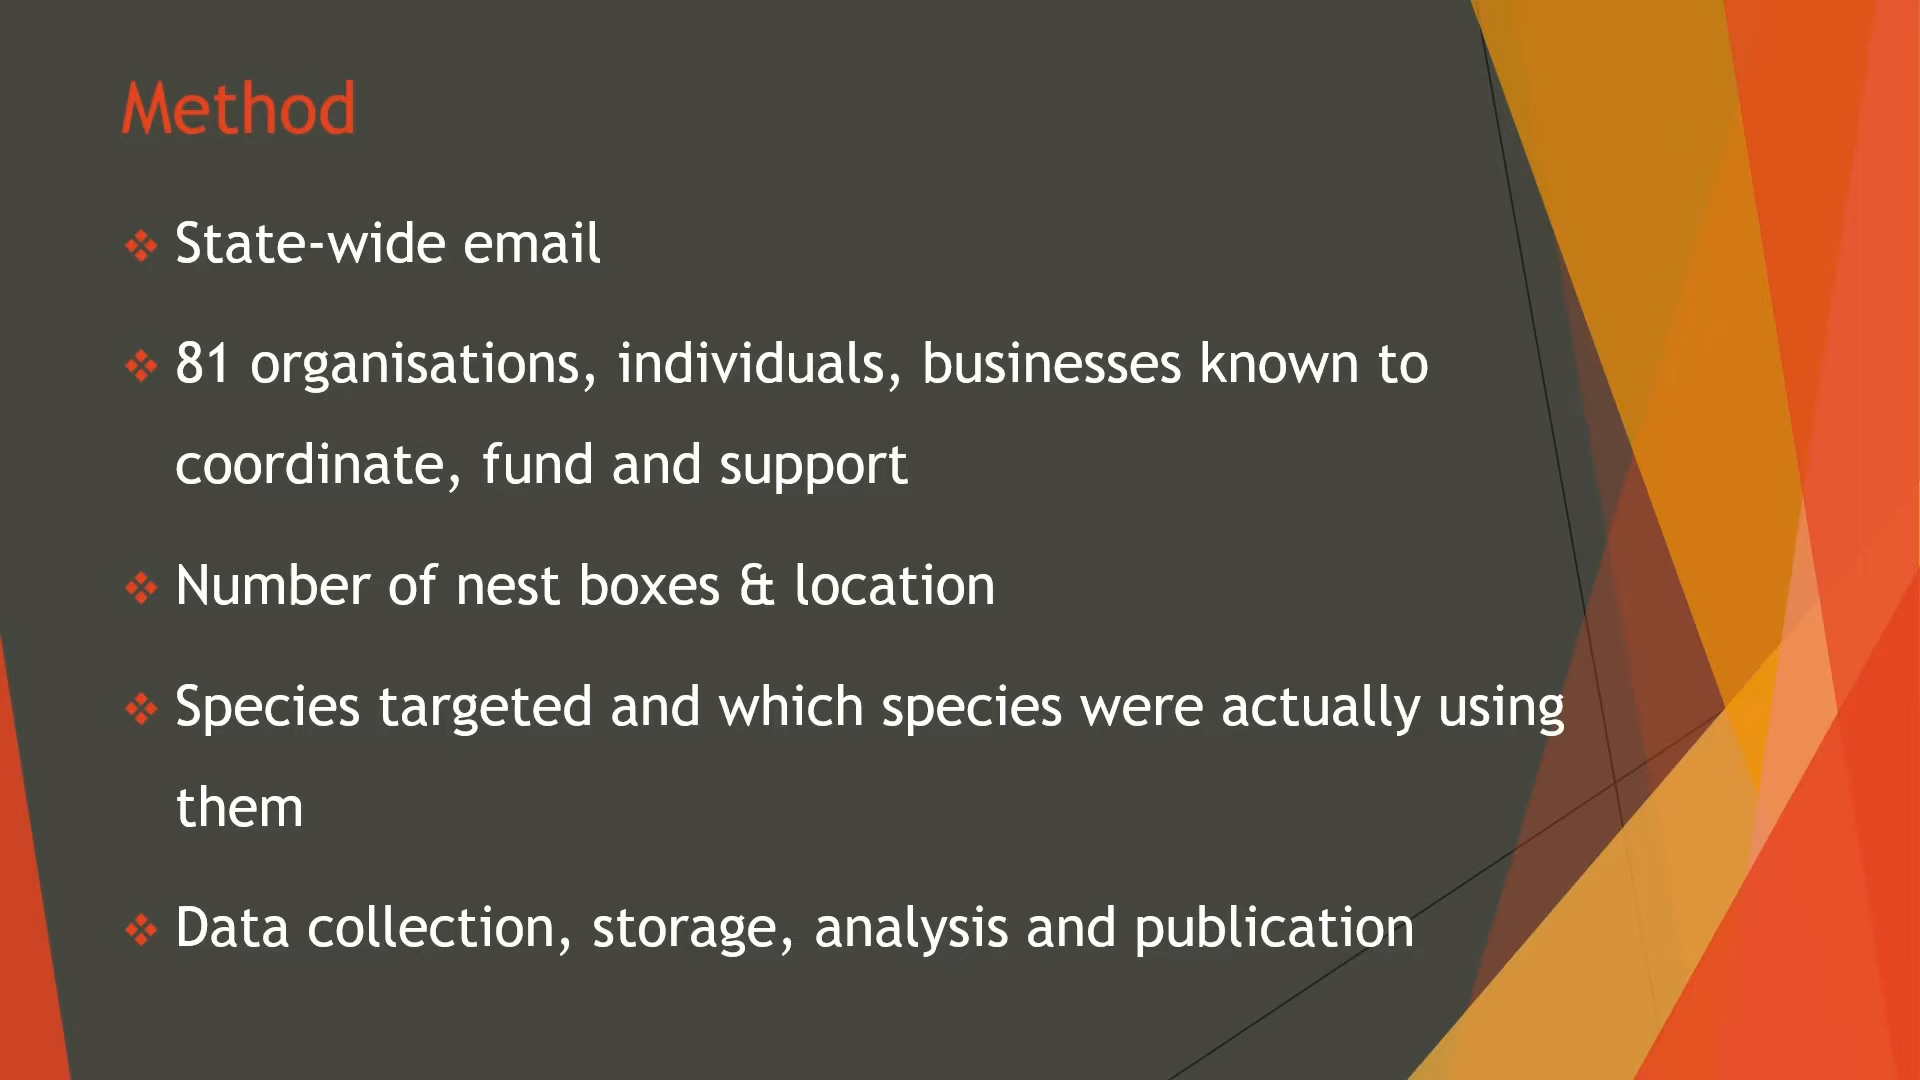 Method
State-wide email
81 organisations, individuals, businesses known to
coordinate, fund and support
Number of nest boxes & location
Species targeted and which species were actually using
them
Data collection, storage, analysis and publication